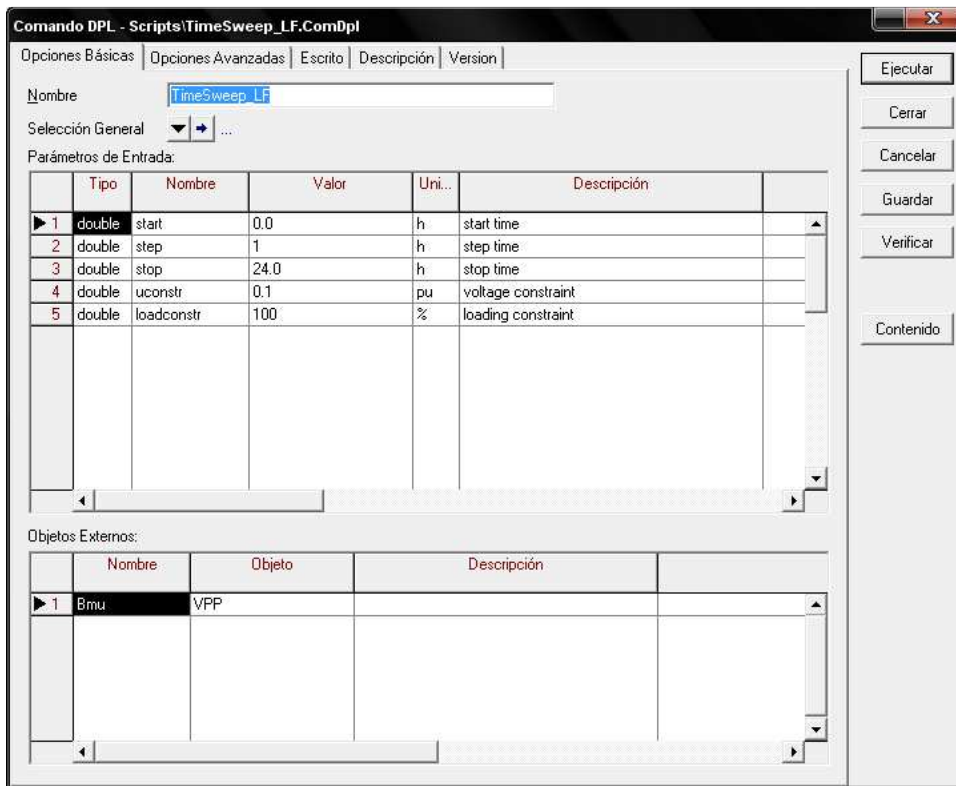 Comando DPL - Scripts\TimeSweep_LF.ComDpl
Opciones Básicas Opciones Avanzadas Escrito Descripción Version
Nombre TimeSweep_LF
Selección General ...
Parámetros de Entrada:
Tipo Nombre Valor Uni... Descripción
1 double start 0.0 h start time
2 double step 1 h step time
3 double stop 24.0 h stop time
4 double uconstr 0.1 pu voltage constraint
5 double loadconstr 100 % loading constraint
Objetos Externos:
Nombre Objeto Descripción
1 Bmu VPP
Ejecutar
Cerrar
Cancelar
Guardar
Verificar
Contenido